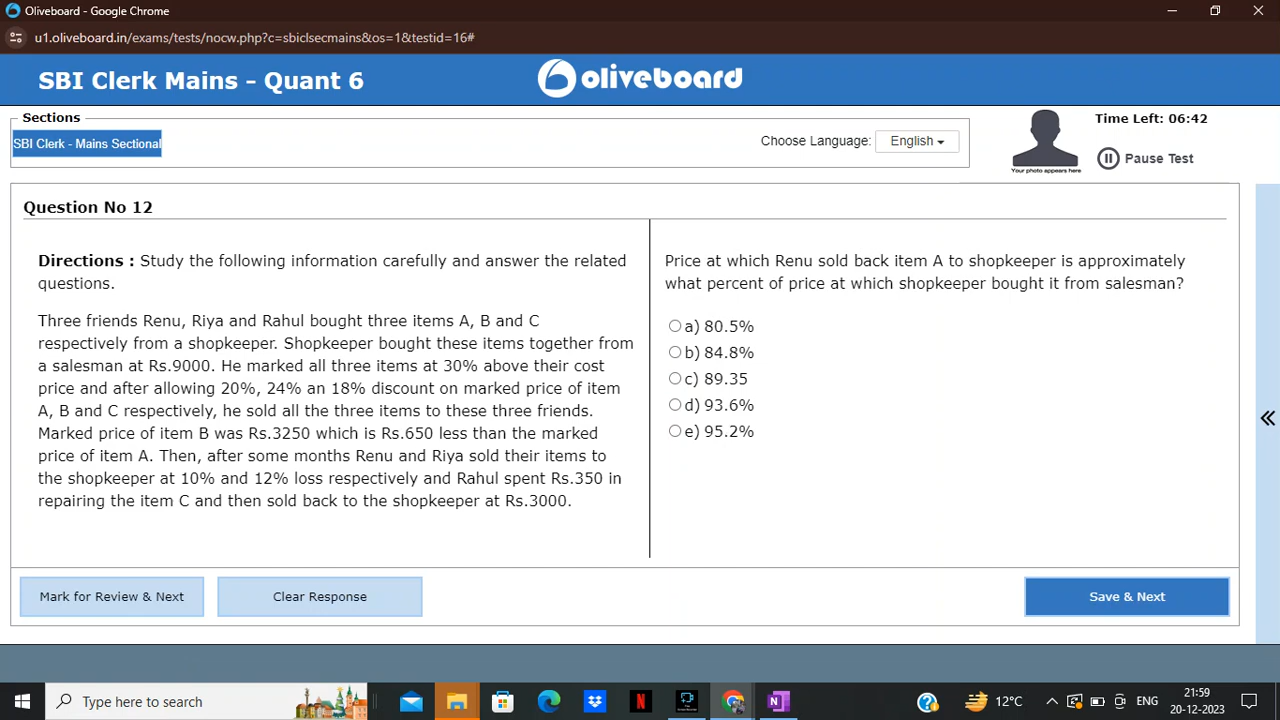 Oliveboard - Google Chrome
u1.oliveboard.in/exams/tests/nocw.php?c=sbiclsecmains&os=1&testid=16#
SBI Clerk Mains - Quant 6
oliveboard
Sections
SBI Clerk - Mains Sectional
Choose Language:
English
Your photo appears here
Time Left: 06:42
Pause Test
Question No 12
Directions : Study the following information carefully and answer the related
questions.
Three friends Renu, Riya and Rahul bought three items A, B and C
respectively from a shopkeeper. Shopkeeper bought these items together from
a salesman at Rs.9000. He marked all three items at 30% above their cost
price and after allowing 20%, 24% an 18% discount on marked price of item
A, B and C respectively, he sold all the three items to these three friends.
Marked price of item B was Rs.3250 which is Rs.650 less than the marked
price of item A. Then, after some months Renu and Riya sold their items to
the shopkeeper at 10% and 12% loss respectively and Rahul spent Rs.350 in
repairing the item C and then sold back to the shopkeeper at Rs.3000.
Price at which Renu sold back item A to shopkeeper is approximately
what percent of price at which shopkeeper bought it from salesman?
a) 80.5%
b) 84.8%
c) 89.35
d) 93.6%
e) 95.2%
Mark for Review & Next
Clear Response
Save & Next
Type here to search
12°C
ENG
21:59
20-12-2023